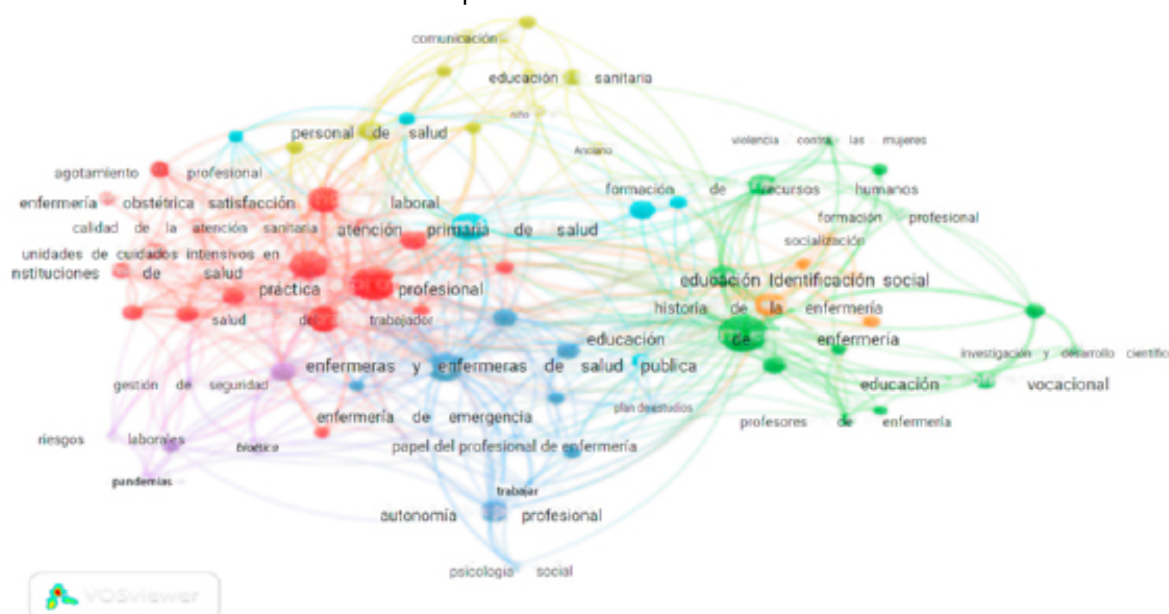 comunicación
educación sanitaria
niño
personal de salud
Anciano
violencia contra las mujeres
agotamiento profesional
formación de recursos humanos
enfermería obstétrica satisfacción laboral
formación profesional
calidad de la atención sanitaria atención primaria de salud
socialización
unidades de cuidados intensivos en
nstituciones de salud
educación Identificación social
práctica profesional
historia de la enfermería
salud del trabajador
educación de enfermería
investigación y desarrollo científico
enfermeras y enfermeras de salud publica
gestión de seguridad
educación vocacional
plan de estudios
enfermería de emergencia
profesores de enfermería
riesgos laborales
bioética
papel del profesional de enfermería
pandemias
trabajar
autonomía profesional
psicología social
VOSviewer